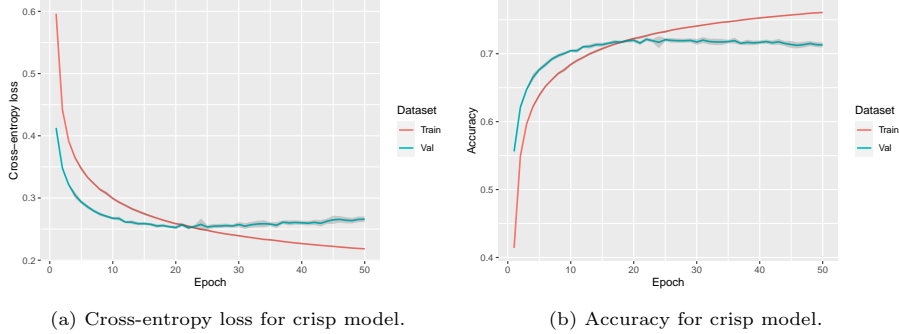 0.6
0.5
0.4
0.3
0.2
Cross−entropy loss
0
10
20
30
40
50
Epoch
Dataset
Train
Val
(a) Cross-entropy loss for crisp model.
0.7
0.6
0.5
0.4
Accuracy
0
10
20
30
40
50
Epoch
Dataset
Train
Val
(b) Accuracy for crisp model.